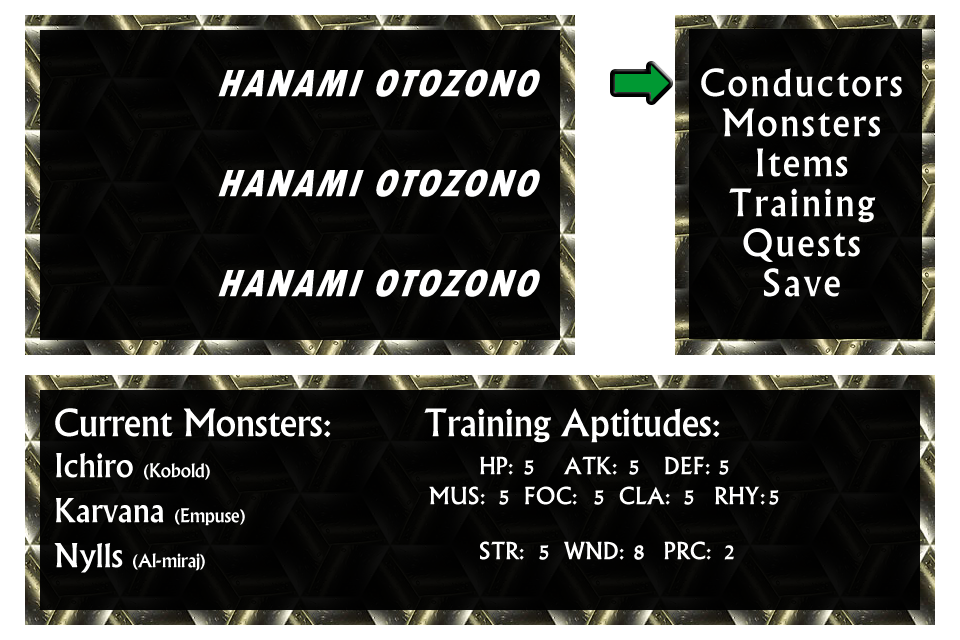 HANAMI OTOZONO
HANAMI OTOZONO
HANAMI OTOZONO
Conductors
Monsters
Items
Training
Quests
Save
Current Monsters:
Ichiro (Kobold)
Karvana (Empuse)
Nylls (Al-miraj)
Training Aptitudes:
HP: 5 ATK: 5 DEF: 5
MUS: 5 FOC: 5 CLA: 5 RHY: 5
STR: 5 WND: 8 PRC: 2